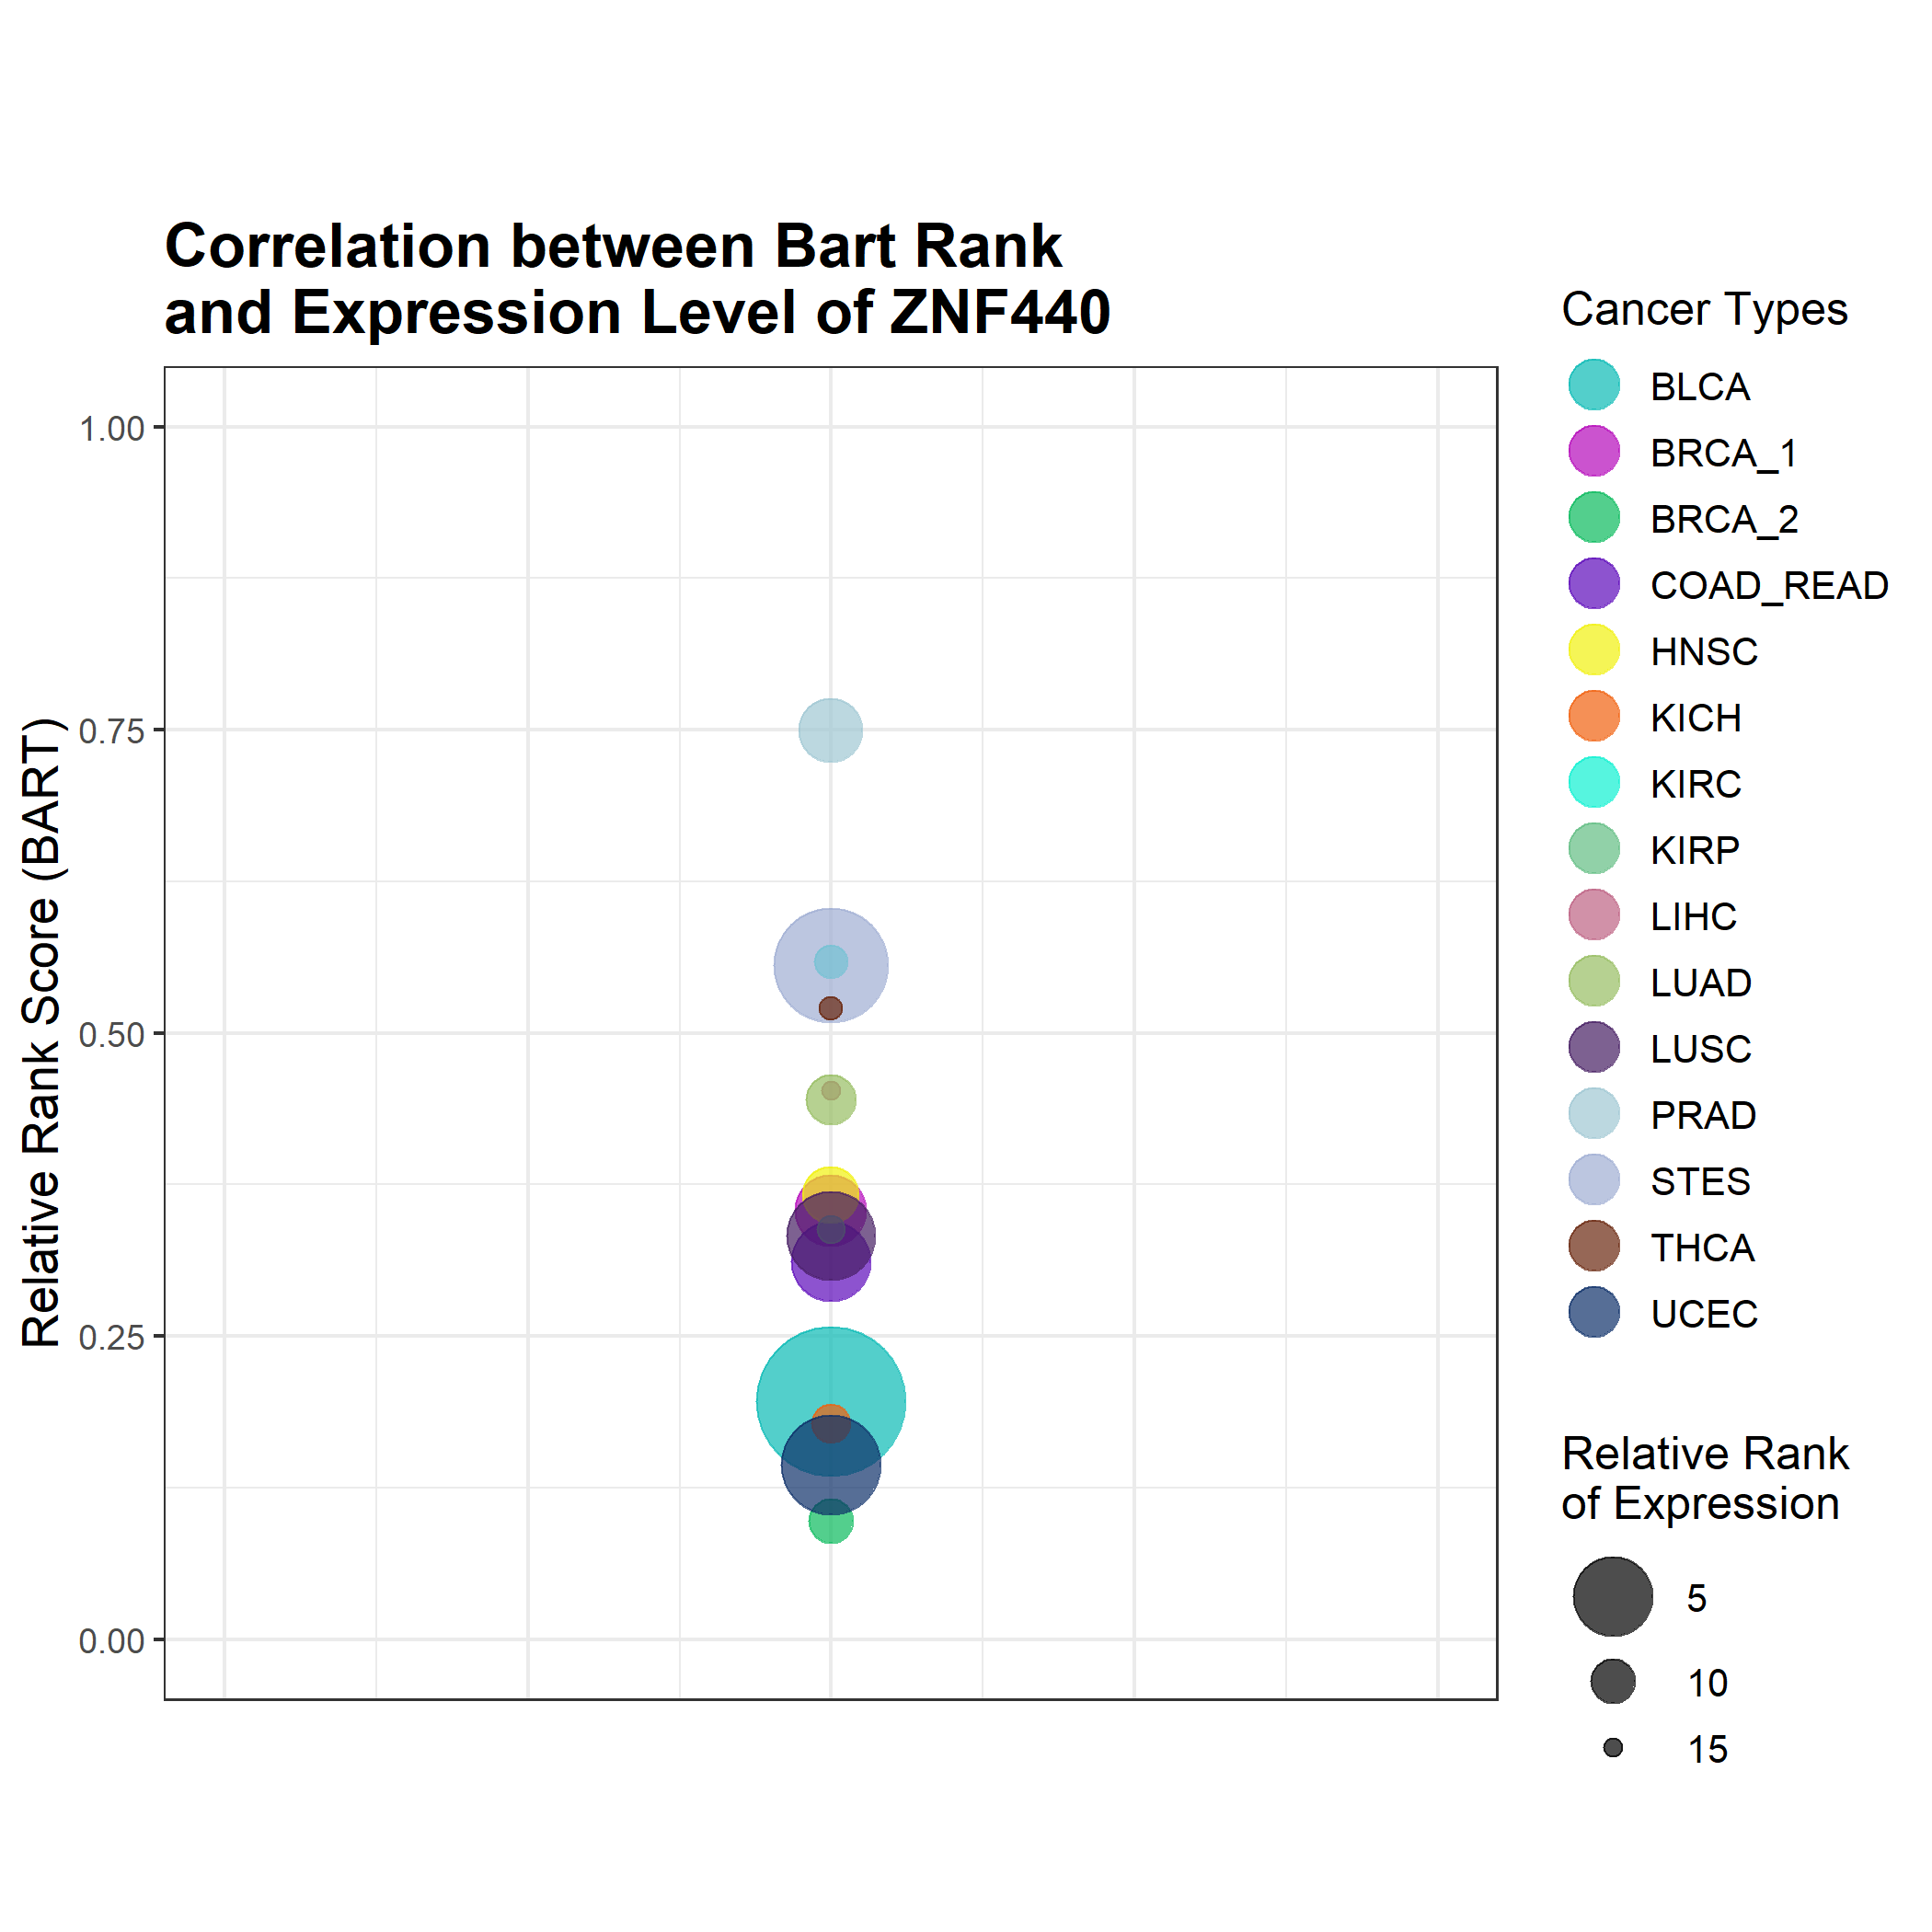 Correlation between Bart Rank
and Expression Level of ZNF440
Relative Rank Score (BART)
1.00
0.75
0.50
0.25
0.00
Cancer Types
BLCA
BRCA_1
BRCA_2
COAD_READ
HNSC
KICH
KIRC
KIRP
LIHC
LUAD
LUSC
PRAD
STES
THCA
UCEC
Relative Rank
of Expression
5
10
15